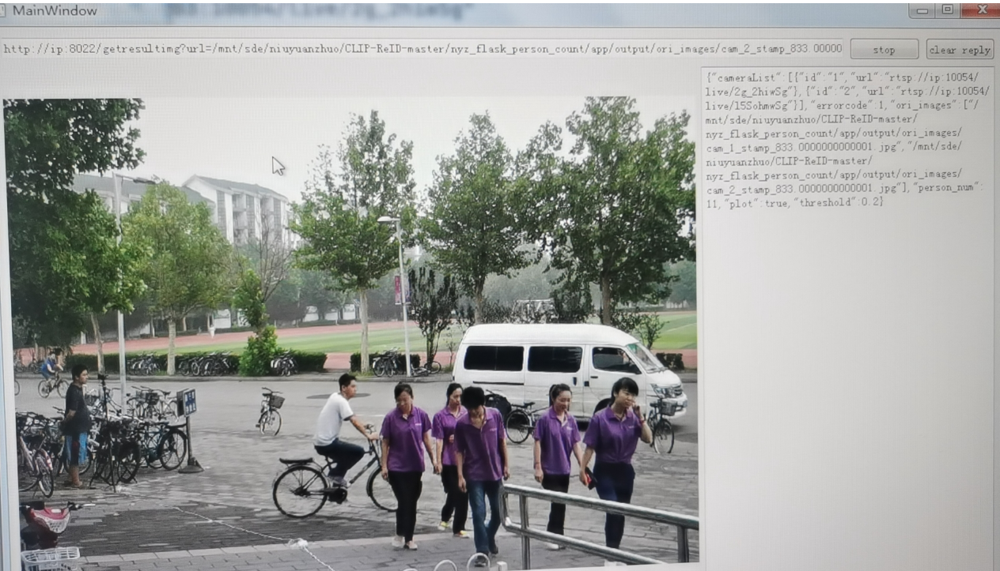 MainWindow
http://ip:8022/getresultimg?url=/mnt/sde/niuyuanzhuo/CLIP-ReID-master/nyz_flask_person_count/app/output/ori_images/cam_2_stamp_833.00000
stop
clear reply
{"cameraList":[{"id":"1","url":"rtsp://ip:10054/
live/2g_2hiwSg"},{"id":"2","url":"rtsp://ip:10054/
live/l5SohmwSg"}],"errorcode":1,"ori_images":["/
mnt/sde/niuyuanzhuo/CLIP-ReID-master/
nyz_flask_person_count/app/output/ori_images/
cam_1_stamp_833.0000000000001.jpg","/mnt/sde/
niuyuanzhuo/CLIP-ReID-master/
nyz_flask_person_count/app/output/ori_images/
cam_2_stamp_833.0000000000001.jpg"],"person_num":
11,"plot":true,"threshold":0.2}